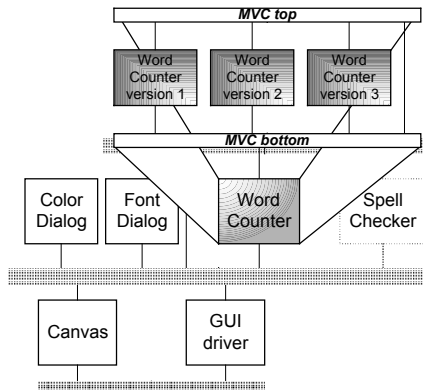 MVC top
Word
Counter
version 1
Word
Counter
version 2
Word
Counter
version 3
MVC bottom
Color
Dialog
Font
Dialog
Word
Counter
Spell
Checker
Canvas
GUI
driver